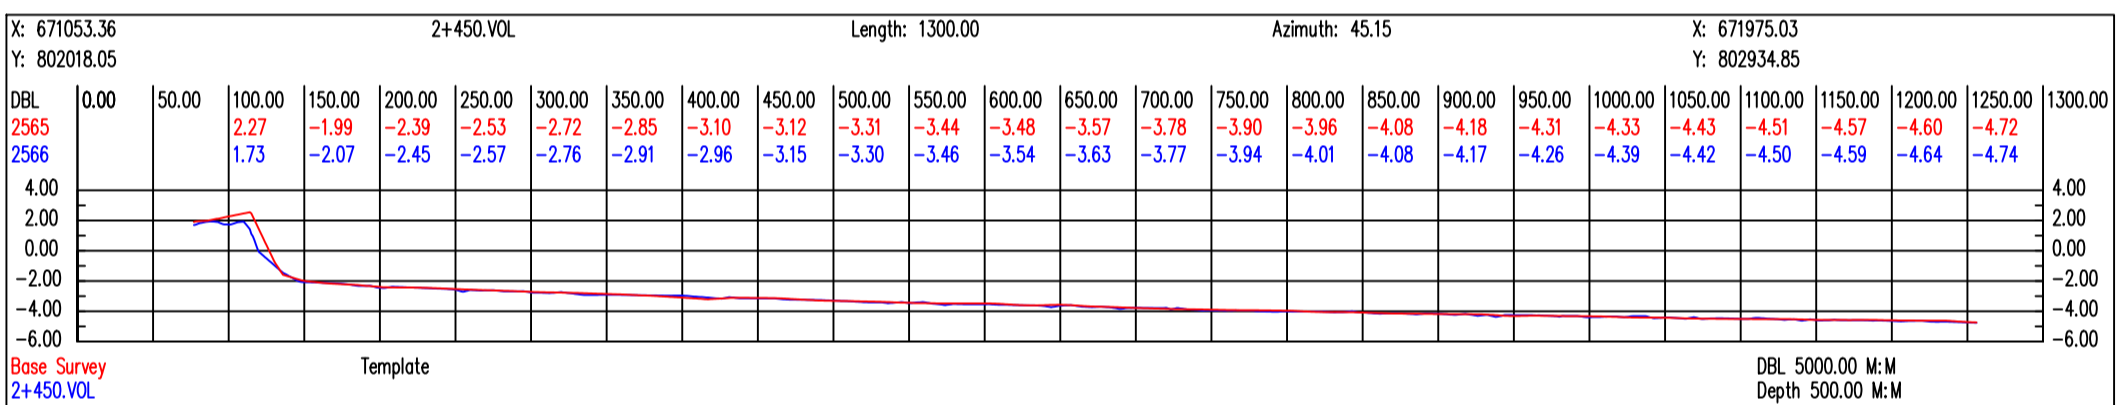 X: 671053.36 2+450.VOL Length: 1300.00 Azimuth: 45.15 X: 671975.03
Y: 802018.05 Y: 802934.85
DBL 0.00 50.00 100.00 150.00 200.00 250.00 300.00 350.00 400.00 450.00 500.00 550.00 600.00 650.00 700.00 750.00 800.00 850.00 900.00 950.00 1000.00 1050.00 1100.00 1150.00 1200.00 1250.00 1300.00
2565 2.27 -1.99 -2.39 -2.53 -2.72 -2.85 -3.10 -3.12 -3.31 -3.44 -3.48 -3.57 -3.78 -3.90 -3.96 -4.08 -4.18 -4.31 -4.33 -4.43 -4.51 -4.57 -4.60 -4.72
2566 1.73 -2.07 -2.45 -2.57 -2.76 -2.91 -2.96 -3.15 -3.30 -3.46 -3.54 -3.63 -3.77 -3.94 -4.01 -4.08 -4.17 -4.26 -4.39 -4.42 -4.50 -4.59 -4.64 -4.74
4.00 4.00
2.00 2.00
0.00 0.00
-2.00 -2.00
-4.00 -4.00
-6.00 -6.00
Base Survey Template DBL 5000.00 M:M
2+450.VOL Depth 500.00 M:M